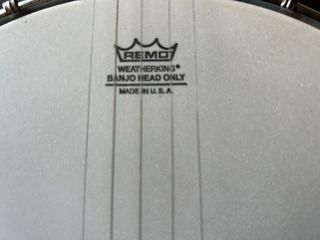 REMO
WEATHERKING®
BANJO HEAD ONLY
MADE IN U.S.A.